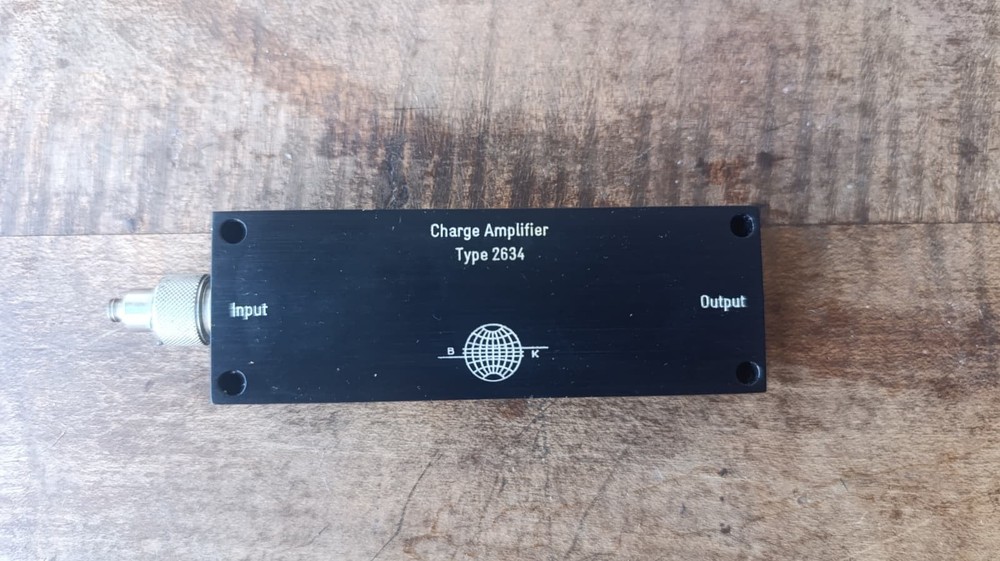 Charge Amplifier
Type 2634
Input
Output
B K